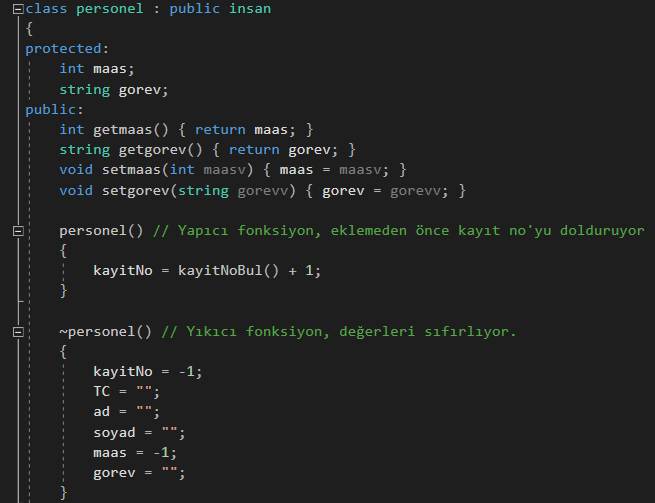 class personel : public insan
{
protected:
    int maas;
    string gorev;
public:
    int getmaas() { return maas; }
    string getgorev() { return gorev; }
    void setmaas(int maasv) { maas = maasv; }
    void setgorev(string gorevv) { gorev = gorevv; }
    personel() // Yapıcı fonksiyon, eklemeden önce kayıt no'yu dolduruyor
    {
        kayitNo = kayitNoBul() + 1;
    }
    ~personel() // Yıkıcı fonksiyon, değerleri sıfırlıyor.
    {
        kayitNo = -1;
        TC = "";
        ad = "";
        soyad = "";
        maas = -1;
        gorev = "";
    }